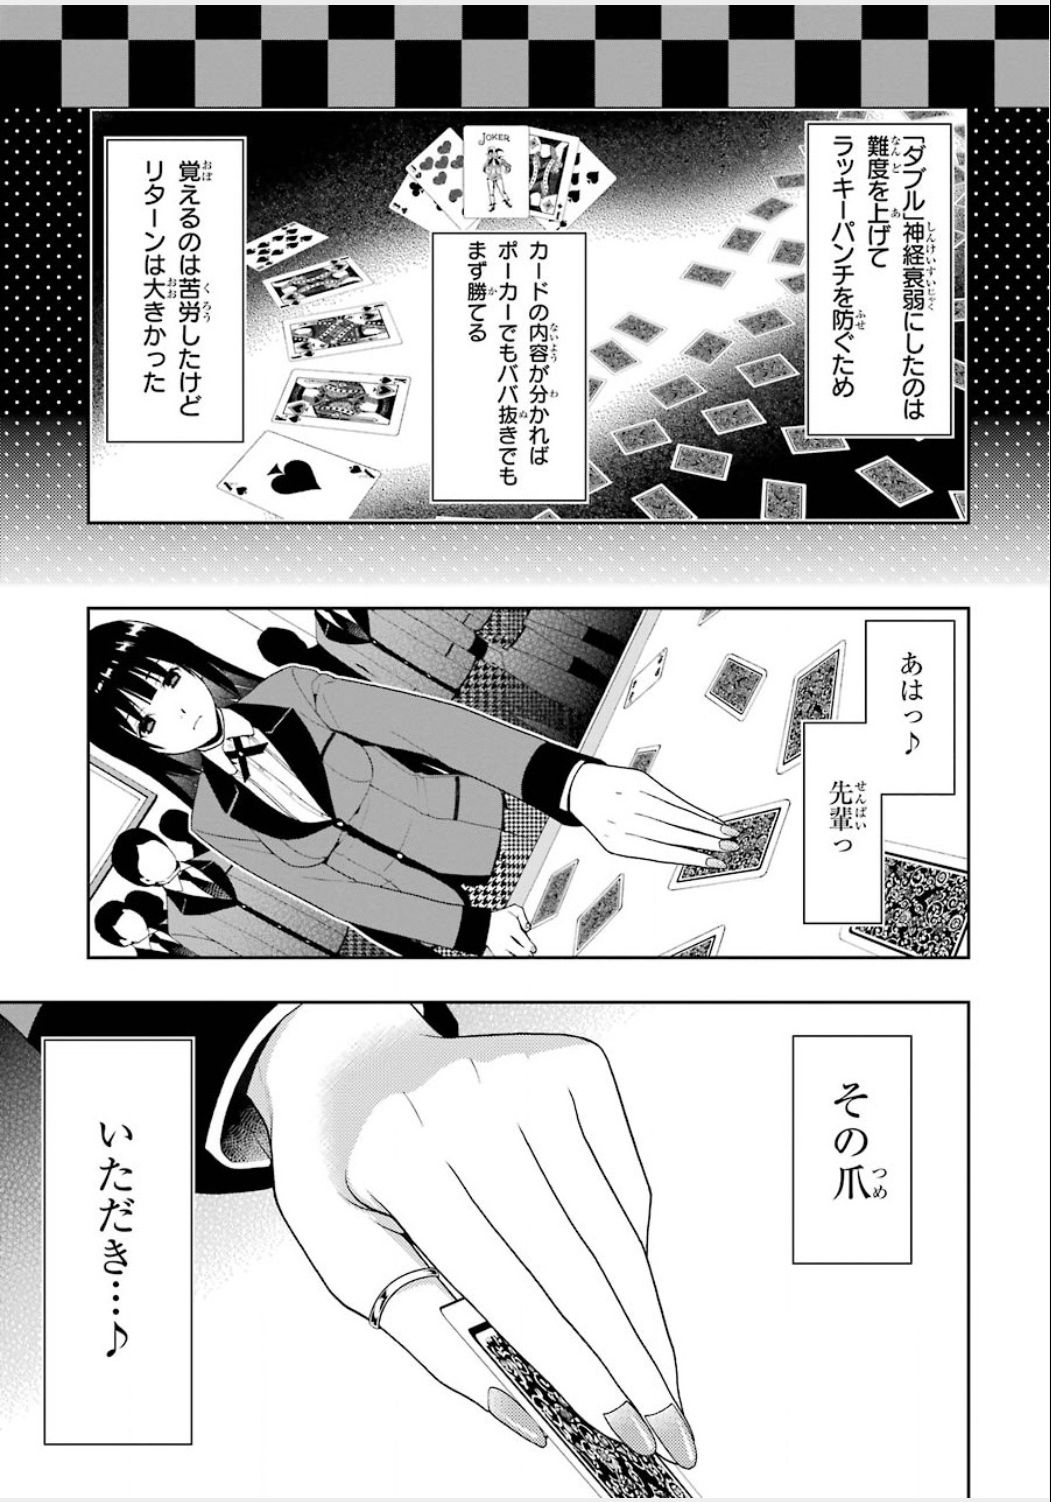 「ダブル」神経衰弱にしたのは
難度を上げて
ラッキーパンチを防ぐため
JOKER
カードの内容が分かれば
ポーカーでもババ抜きでも
まず勝てる
覚えるのは苦労したけど
リターンは大きかった
あはっ♪
先輩っ
その爪
いただき…♪